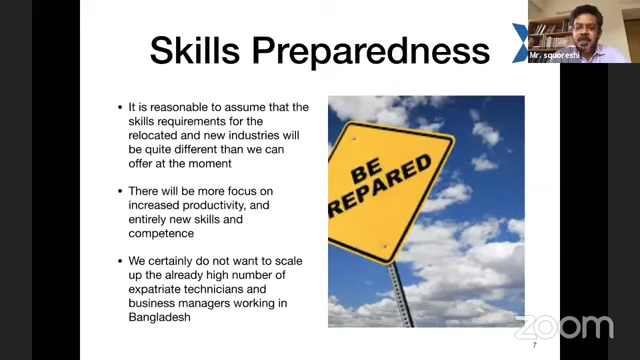 Skills Preparedness
Mr. squoreshi
• It is reasonable to assume that the
skills requirements for the
relocated and new industries will
be quite different than we can
offer at the moment
• There will be more focus on
increased productivity, and
entirely new skills and
competence
• We certainly do not want to scale
up the already high number of
expatriate technicians and
business managers working in
Bangladesh
BE
PREPARED
zoom
7